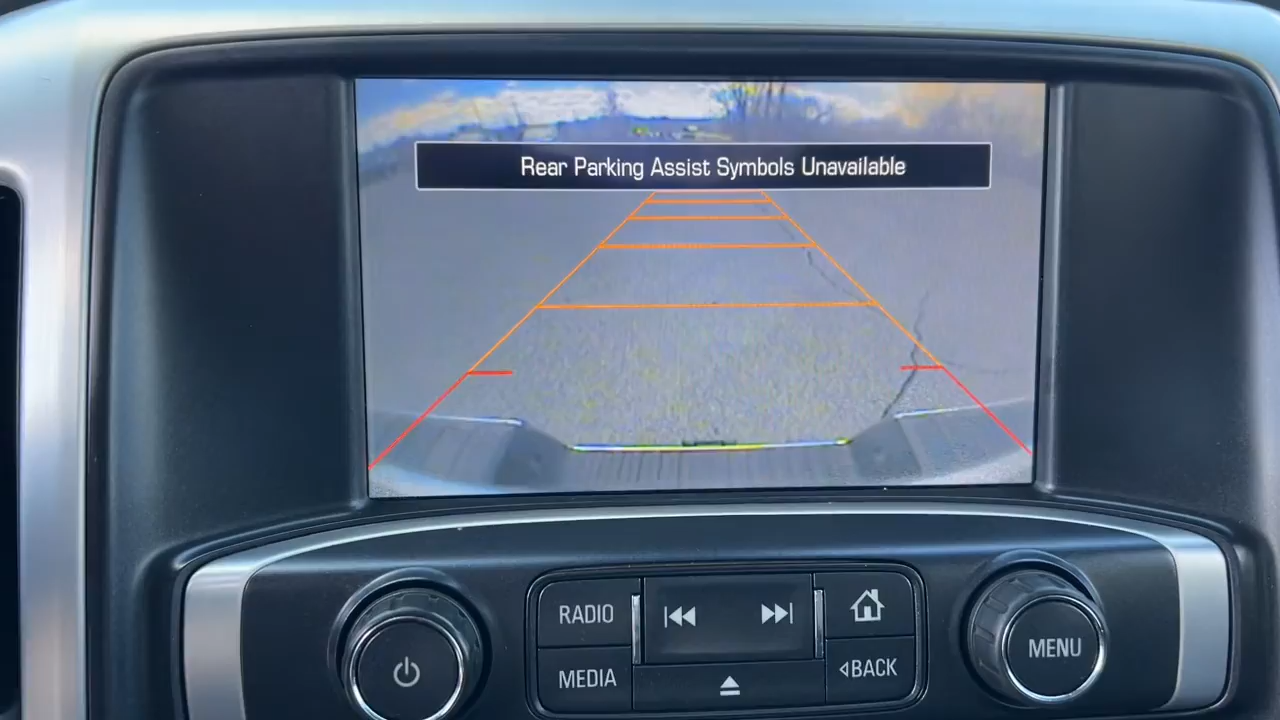 Rear Parking Assist Symbols Unavailable
RADIO
MEDIA
BACK
MENU